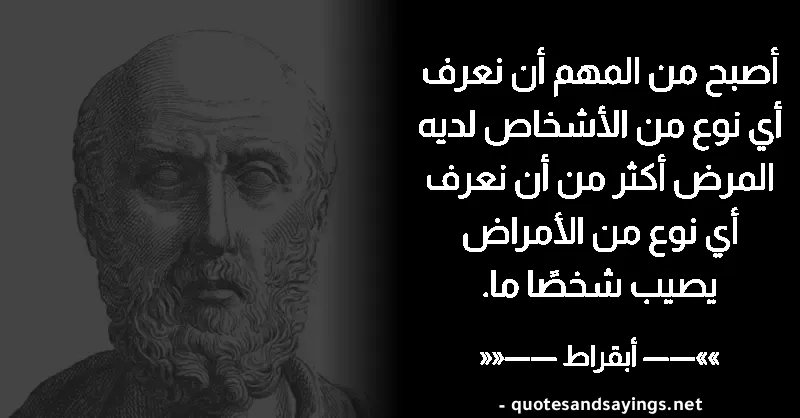 أصبح من المهم أن نعرف
أي نوع من الأشخاص لديه
المرض أكثر من أن نعرف
أي نوع من الأمراض
يصيب شخصًا ما.
»»—— أبقراط ——««
- quotesandsayings.net